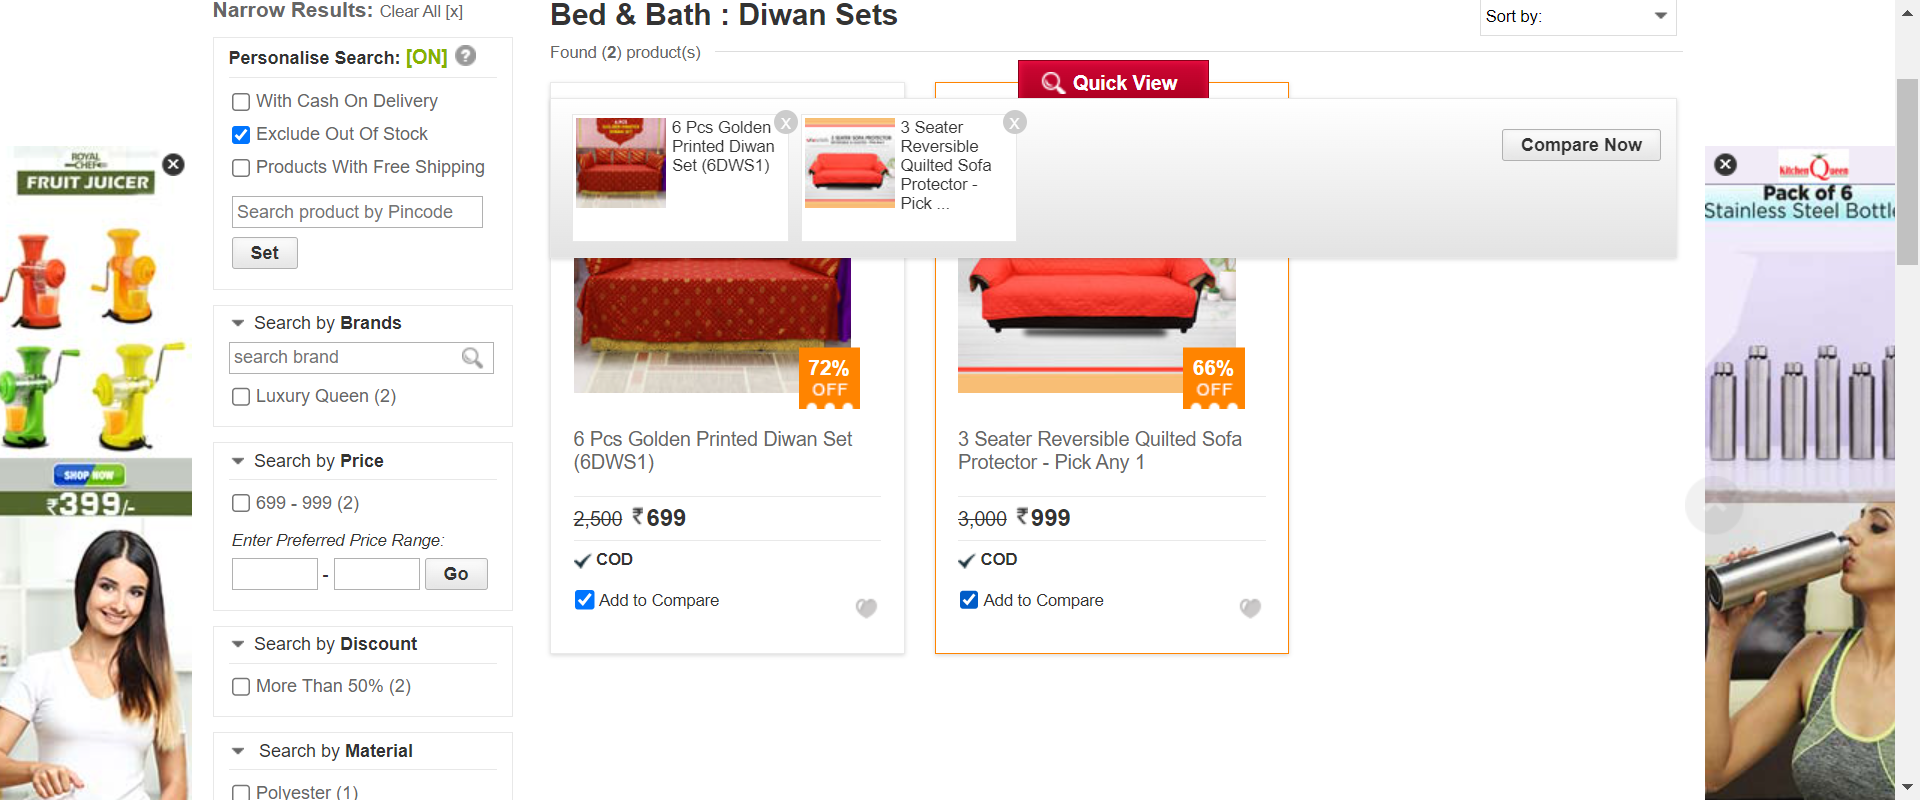 Narrow Results: Clear All [x]
Personalise Search: [ON] ?
With Cash On Delivery
Exclude Out Of Stock
Products With Free Shipping
Search product by Pincode
Set
Search by Brands
search brand
Luxury Queen (2)
Search by Price
699 - 999 (2)
Enter Preferred Price Range:
- Go
Search by Discount
More Than 50% (2)
Search by Material
Polyester (1)
Bed & Bath : Diwan Sets
Sort by:
Found (2) product(s)
Quick View
6 Pcs Golden
Printed Diwan
Set (6DWS1)
X
3 Seater
Reversible
Quilted Sofa
Protector -
Pick ...
X
Compare Now
72%
OFF
6 Pcs Golden Printed Diwan Set
(6DWS1)
2,500 ₹699
COD
Add to Compare
66%
OFF
3 Seater Reversible Quilted Sofa
Protector - Pick Any 1
3,000 ₹999
COD
Add to Compare
ROYAL
CHEF
FRUIT JUICER
SHOP NOW
₹399/-
Kitchen Queen
Pack of 6
Stainless Steel Bottl